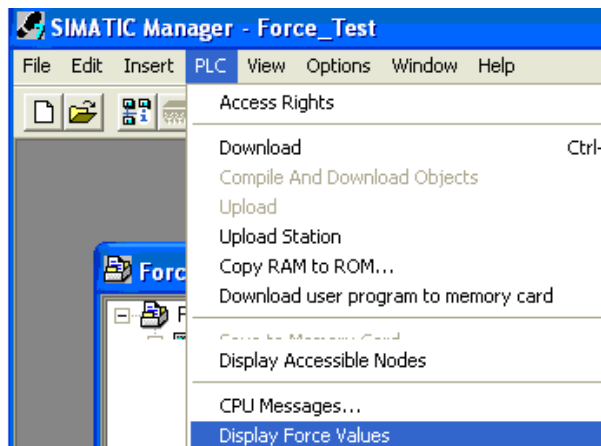 SIMATIC Manager - Force_Test
File Edit Insert PLC View Options Window Help
Access Rights
Download Ctrl-
Compile And Download Objects
Upload
Upload Station
Forc
Copy RAM to ROM...
Download user program to memory card
F
Display Accessible Nodes
CPU Messages...
Display Force Values